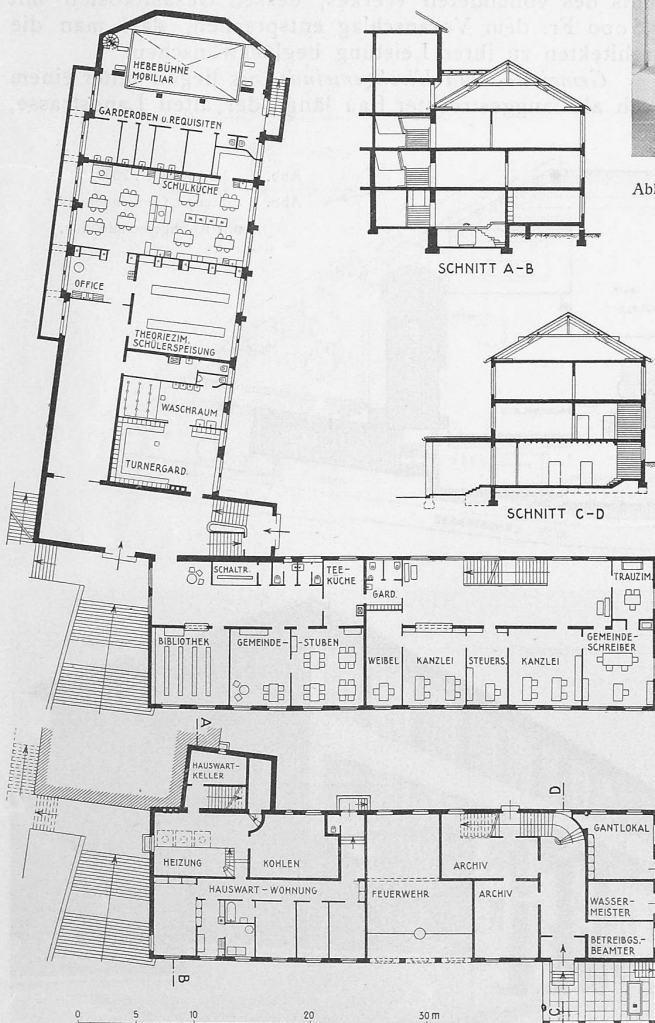 HEBEBÜHNE
MOBILIAR
GARDEROBEN U. REQUISITEN
SCHULKÜCHE
OFFICE
THEORIEZIM.
SCHÜLERSPEISUNG
WASCHRAUM
TURNERGARD.
SCHNITT A-B
Ab
SCHNITT C-D
SCHALTR.
TEE-
KÜCHE
GARD.
TRAUZIM.
BIBLIOTHEK
GEMEINDE-
-STUBEN
WEIBEL
KANZLEI
STEUERS.
KANZLEI
GEMEINDE-
SCHREIBER
A
HAUSWART-
KELLER
D
HEIZUNG
KOHLEN
HAUSWART-WOHNUNG
FEUERWEHR
ARCHIV
ARCHIV
GANTLOKAL
WASSER-
MEISTER
BETREIBGS.-
BEAMTER
B
C
0 5 10 20 30 m